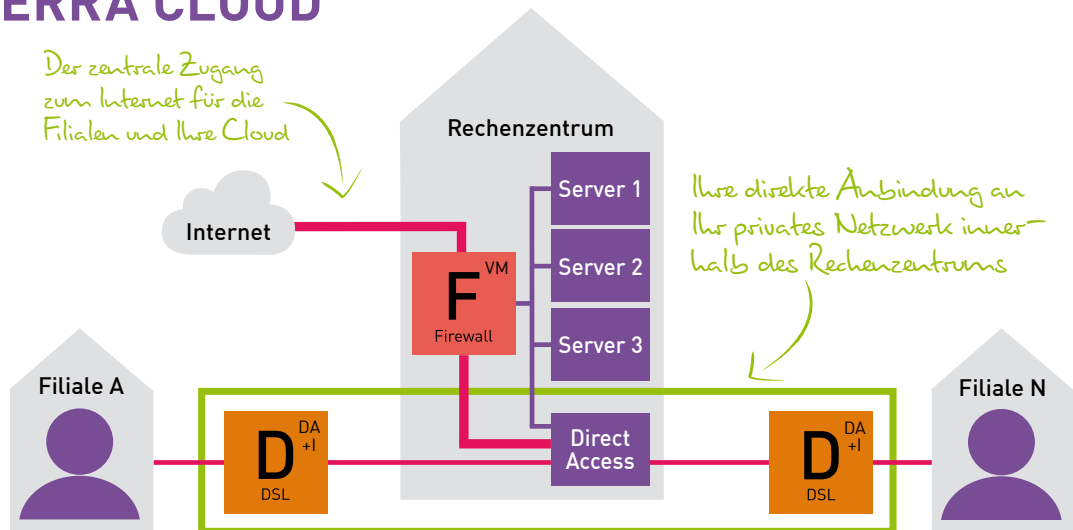 ERRA CLOUD
Der zentrale Zugang
zum Internet für die
Filialen und Ihre Cloud
Rechenzentrum
Server 1
Server 2
Server 3
Internet
VM
F
Firewall
Ihre direkte Anbindung an
Ihr privates Netzwerk inner-
halb des Rechenzentrums
Filiale A
Filiale N
DA
+I
D
DSL
Direct
Access
DA
+I
D
DSL